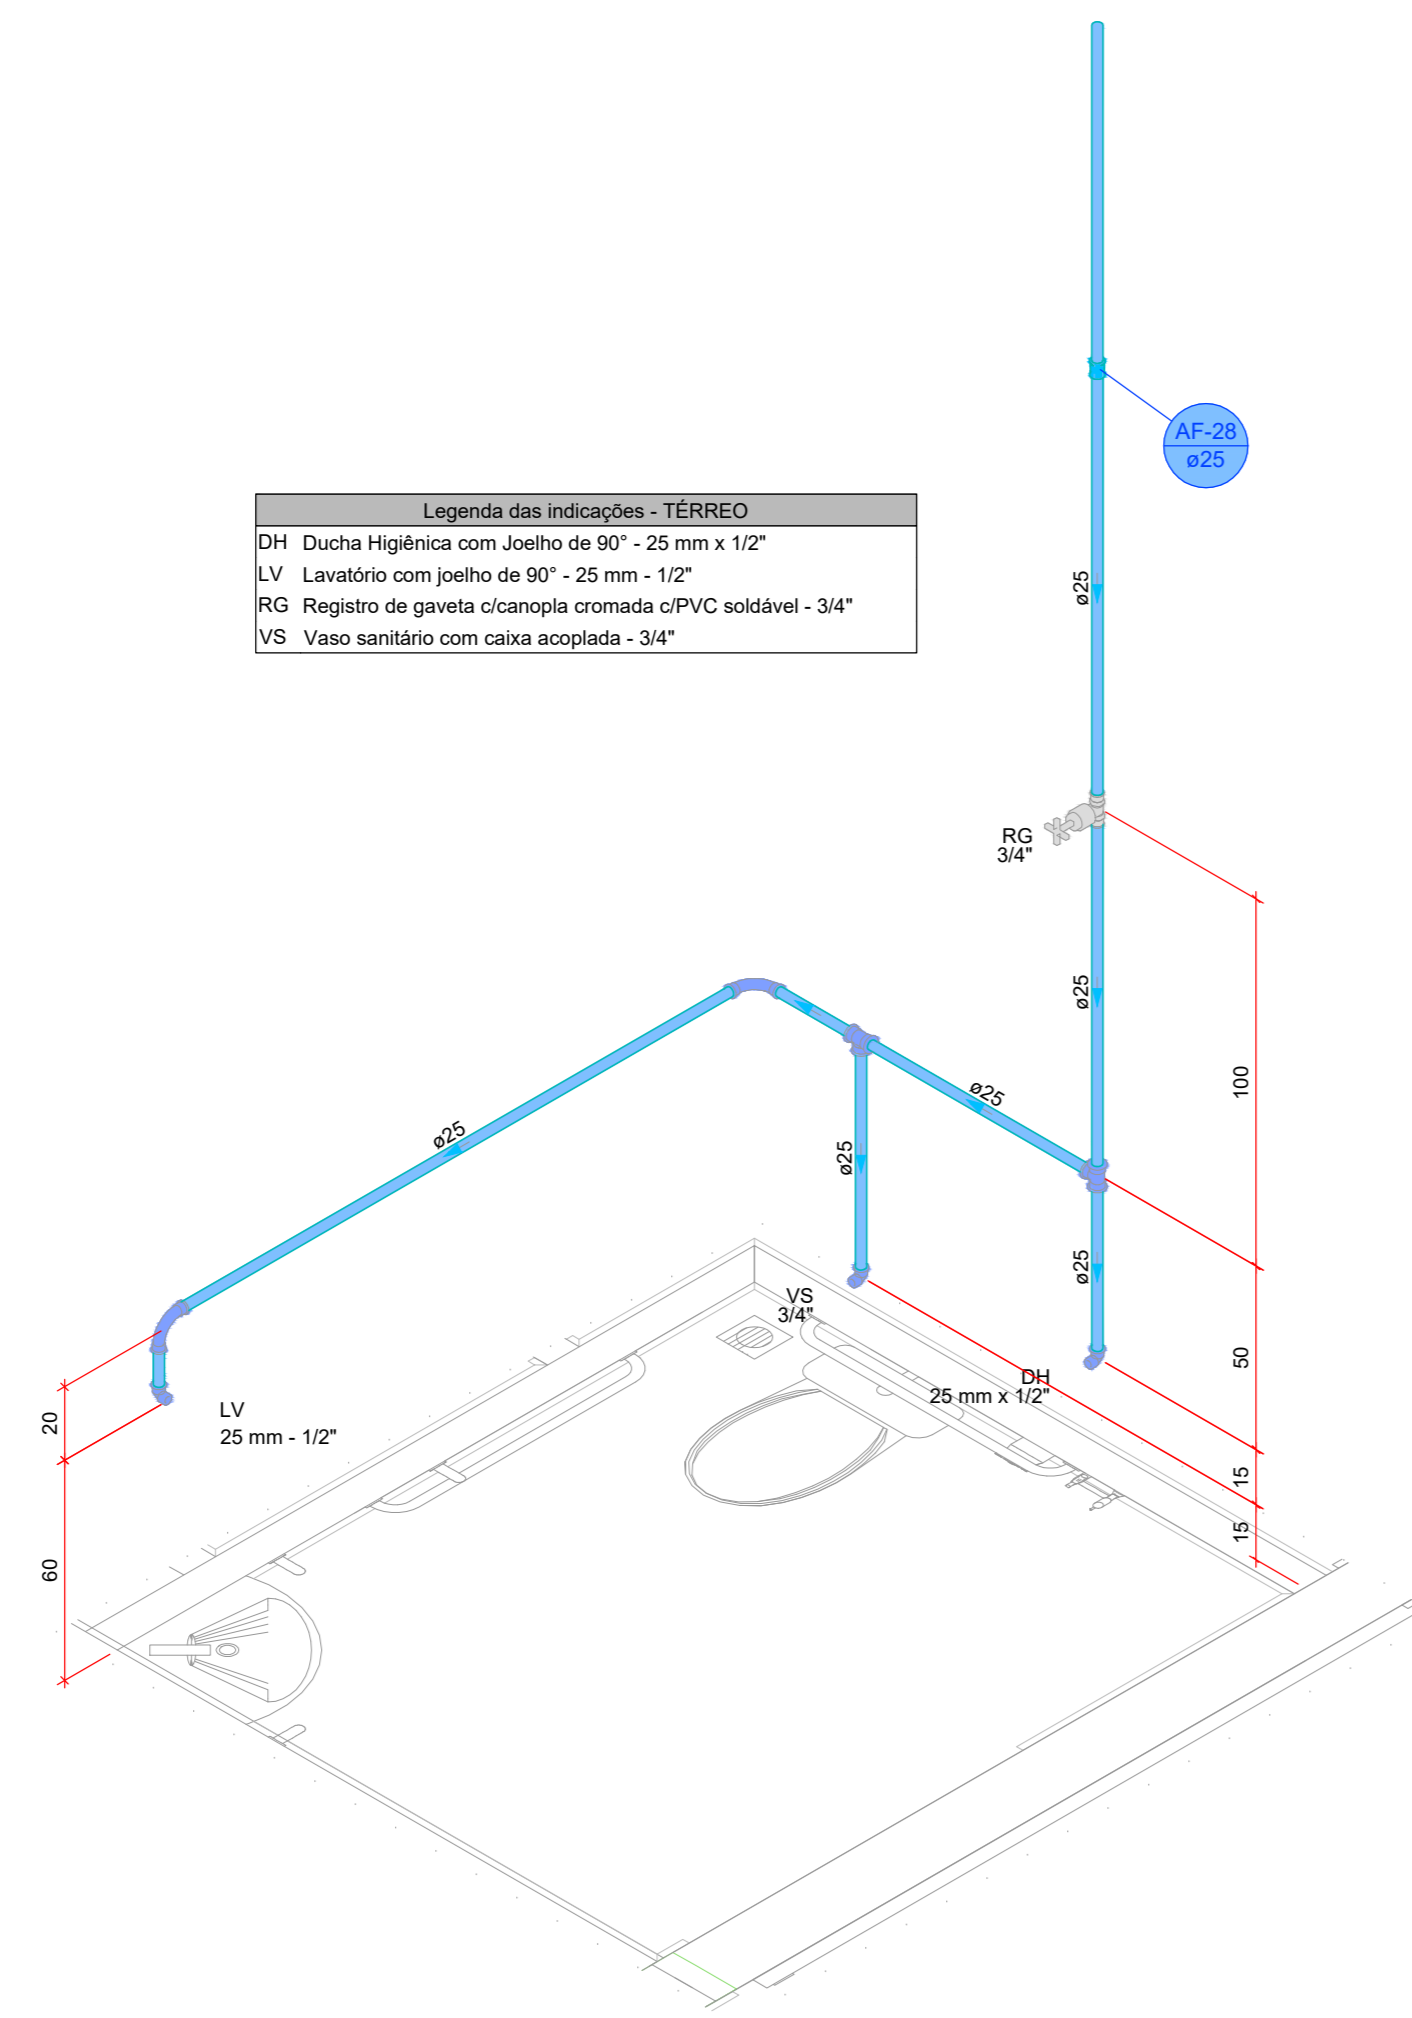 AF-28
ø25
Legenda das indicações - TÉRREO
DH Ducha Higiênica com Joelho de 90° - 25 mm x 1/2"
LV Lavatório com joelho de 90° - 25 mm - 1/2"
RG Registro de gaveta c/canopla cromada c/PVC soldável - 3/4"
VS Vaso sanitário com caixa acoplada - 3/4"
ø25
RG
3/4"
ø25
100
ø25
ø25
ø25
ø25
VS
3/4"
50
DH
25 mm x 1/2"
LV
25 mm - 1/2"
20
15
15
60